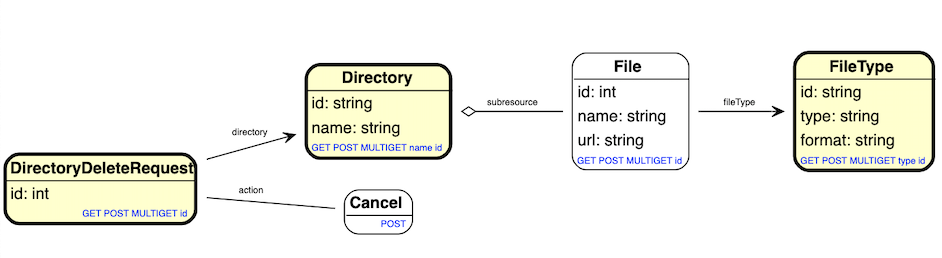 Directory
id: string
name: string
GET POST MULTIGET name id
subresource
File
id: int
name: string
url: string
GET POST MULTIGET id
fileType
FileType
id: string
type: string
format: string
GET POST MULTIGET type id
directory
DirectoryDeleteRequest
id: int
GET POST MULTIGET id
action
Cancel
POST